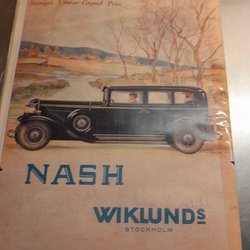 Sveriges Vinter Grand Prix
NASH
WIKLUNDS
STOCKHOLM